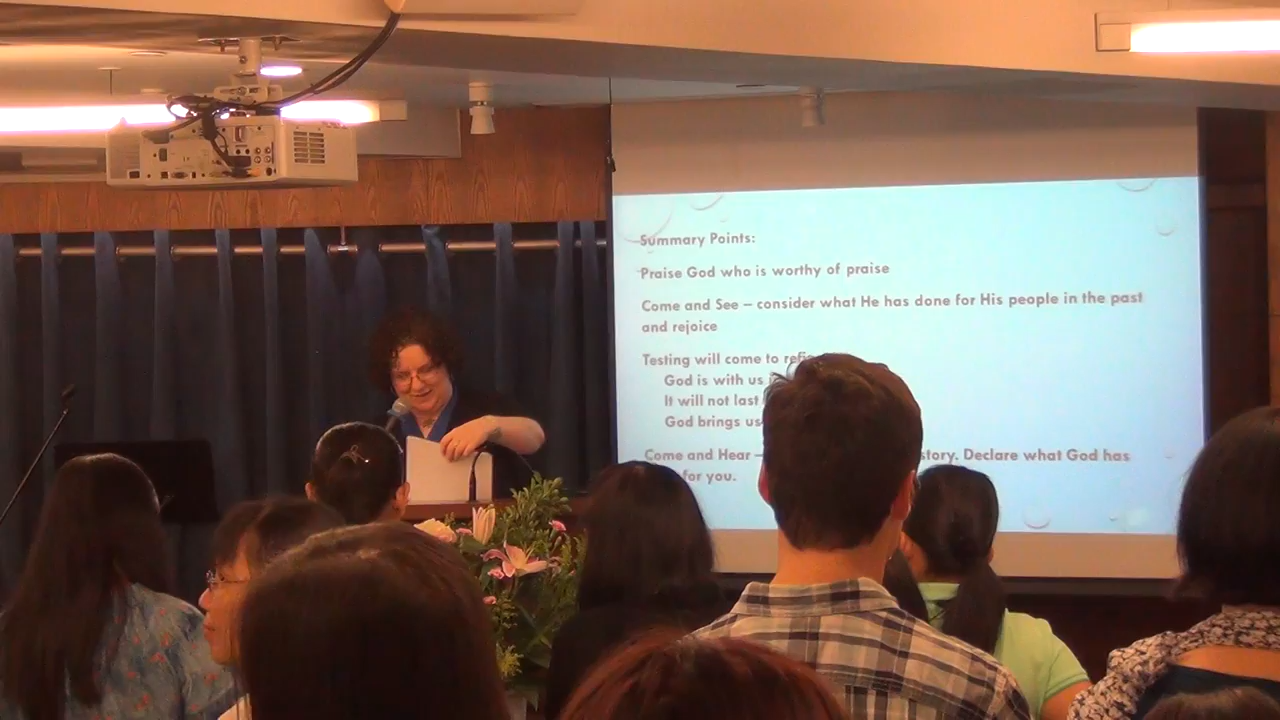 Summary Points:
Praise God who is worthy of praise
Come and See – consider what He has done for His people in the past
and rejoice
Testing will come to
God is with us
It will not last
God brings us
Come and Hear – story. Declare what God has
for you.